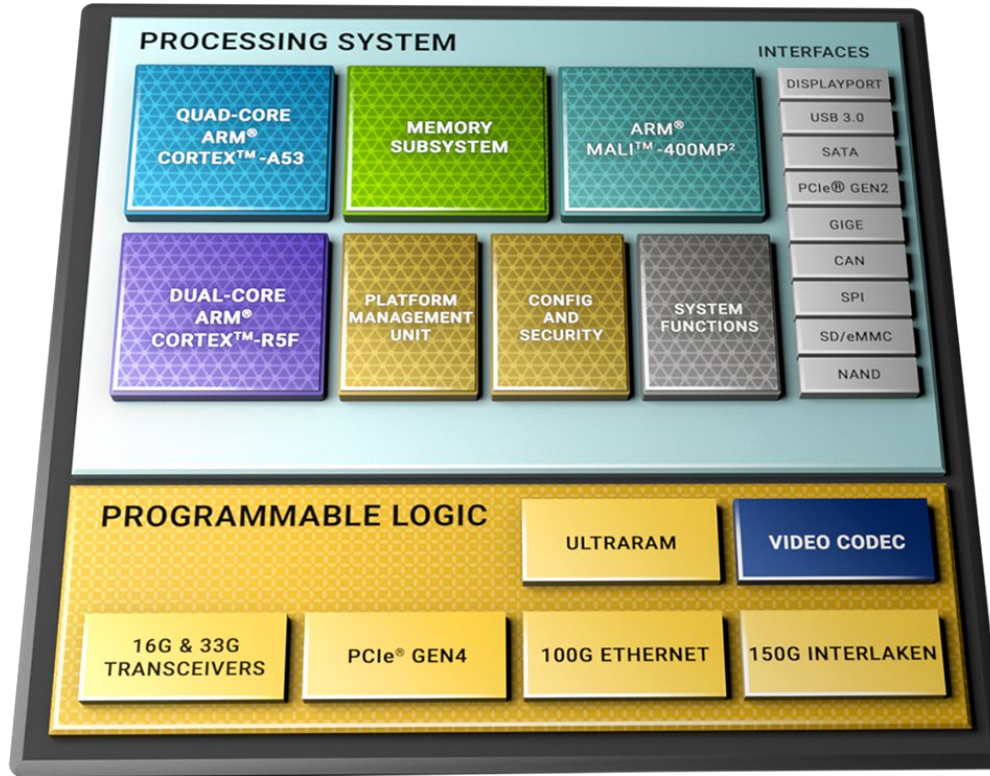 PROCESSING SYSTEM
INTERFACES
QUAD-CORE
ARM®
CORTEX™-A53
MEMORY
SUBSYSTEM
ARM®
MALI™-400MP²
DISPLAYPORT
USB 3.0
SATA
PCIe® GEN2
GIGE
CAN
SPI
SD/eMMC
NAND
DUAL-CORE
ARM®
CORTEX™-R5F
PLATFORM
MANAGEMENT
UNIT
CONFIG
AND
SECURITY
SYSTEM
FUNCTIONS
PROGRAMMABLE LOGIC
ULTRARAM
VIDEO CODEC
16G & 33G
TRANSCEIVERS
PCIe® GEN4
100G ETHERNET
150G INTERLAKEN